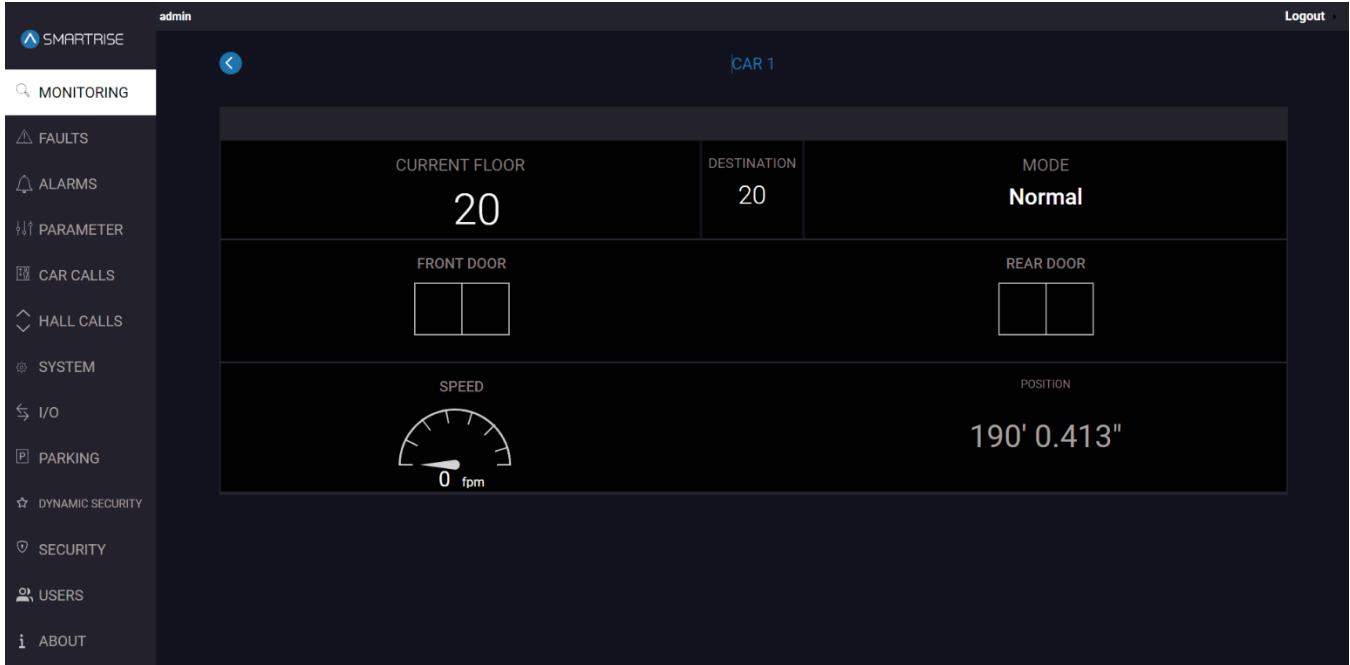 admin
Logout
SMARTRISE
CAR 1
MONITORING
FAULTS
ALARMS
PARAMETER
CAR CALLS
HALL CALLS
SYSTEM
I/O
PARKING
DYNAMIC SECURITY
SECURITY
USERS
ABOUT
CURRENT FLOOR
20
DESTINATION
20
MODE
Normal
FRONT DOOR
REAR DOOR
SPEED
0 fpm
POSITION
190' 0.413"